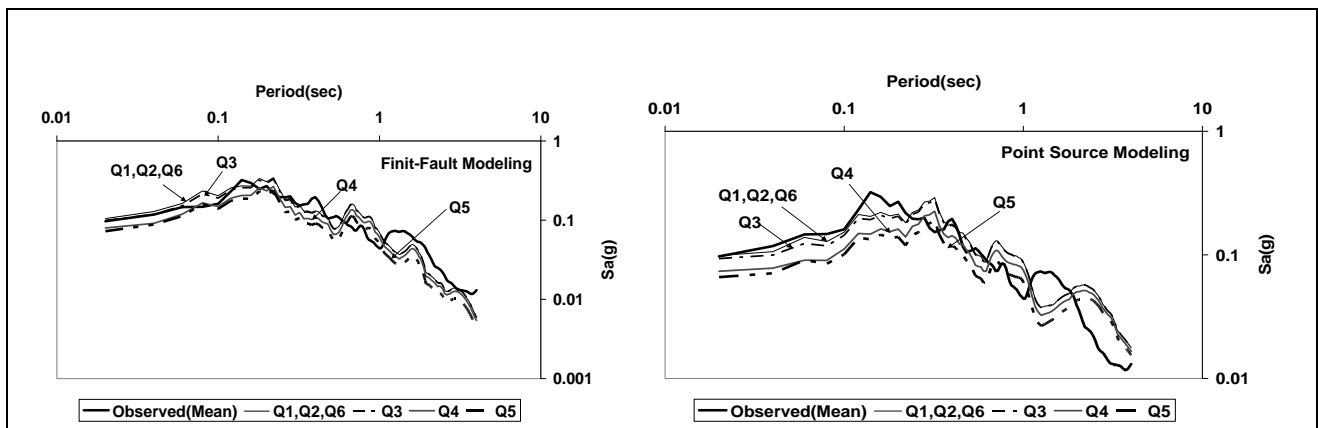 Period(sec)
0.01 0.1 1 10
1
Finit-Fault Modeling
Q1,Q2,Q6
Q3
Q4
Q5
0.1
Sa(g)
0.01
0.001
Observed(Mean) Q1,Q2,Q6 Q3 Q4 Q5
Period(sec)
0.01 0.1 1 10
1
Point Source Modeling
Q4
Q1,Q2,Q6
Q5
Q3
0.1
Sa(g)
0.01
Observed(Mean) Q1,Q2,Q6 Q3 Q4 Q5